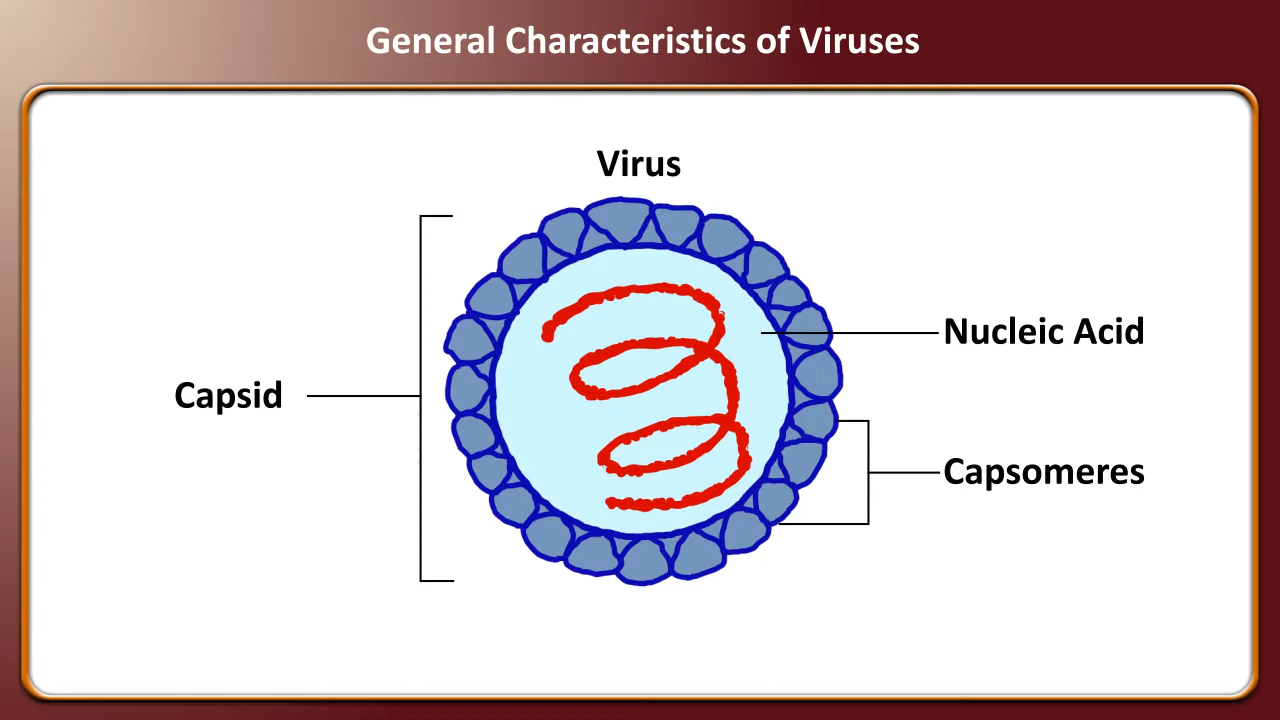 General Characteristics of Viruses
Virus
Nucleic Acid
Capsid
Capsomeres